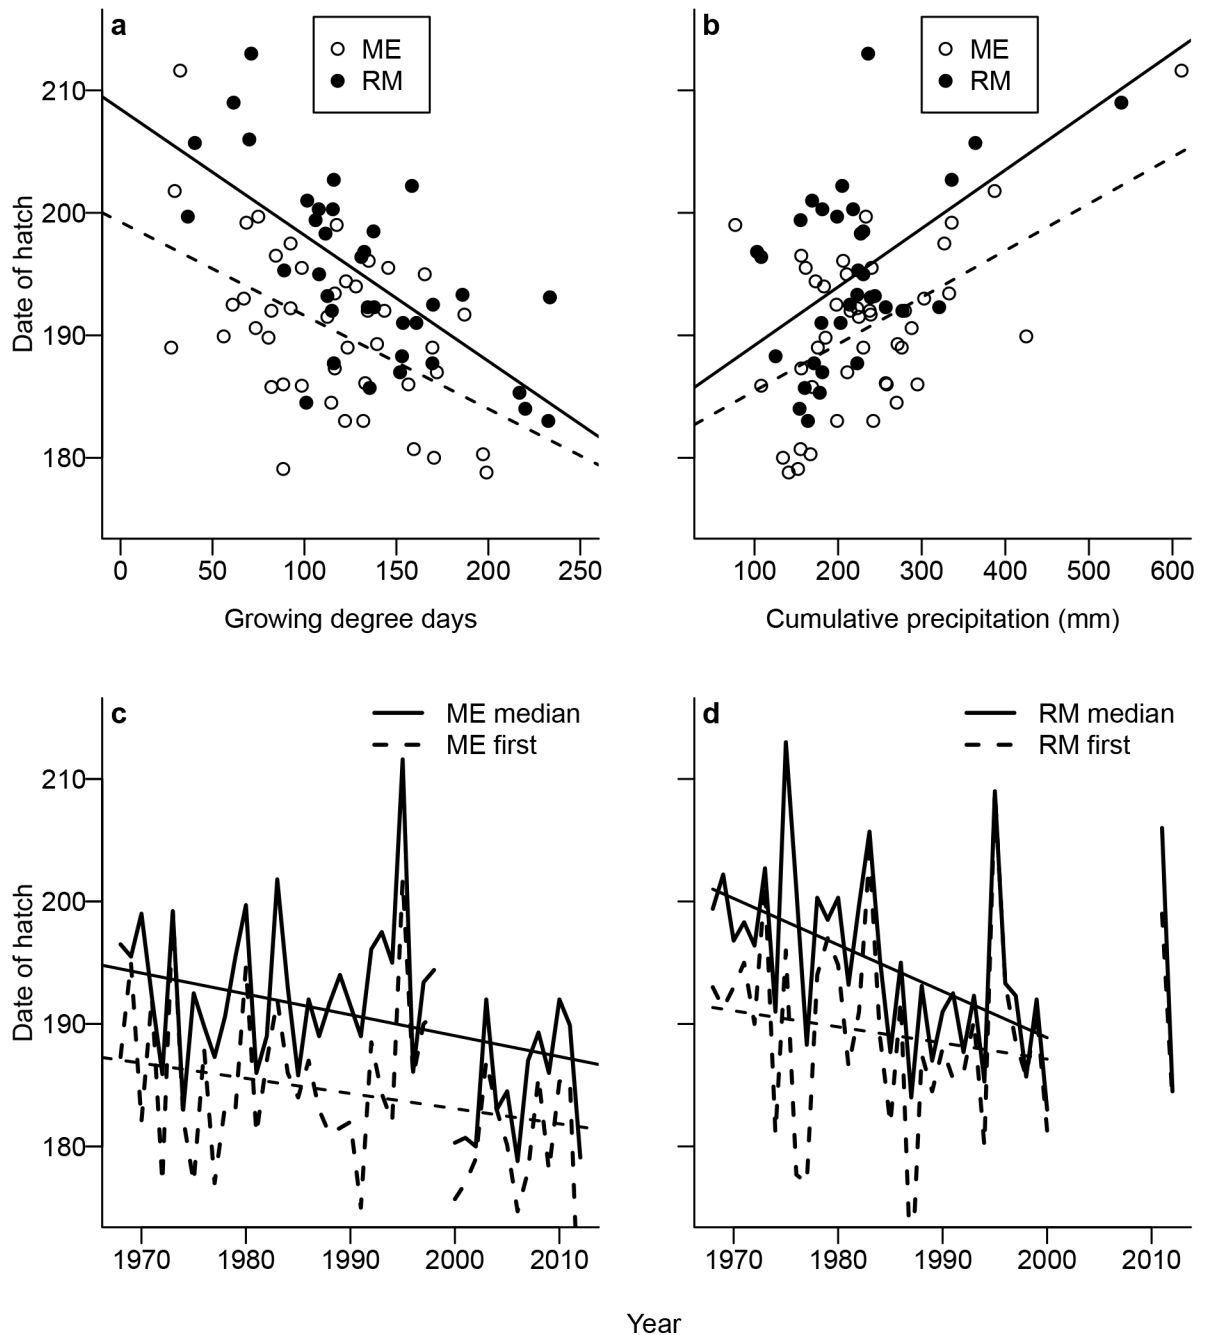 a
ME
RM
b
ME
RM
210
200
190
180
Date of hatch
0 50 100 150 200 250
100 200 300 400 500 600
Growing degree days
Cumulative precipitation (mm)
c
ME median
ME first
d
RM median
RM first
210
200
190
180
Date of hatch
1970 1980 1990 2000 2010
1970 1980 1990 2000 2010
Year